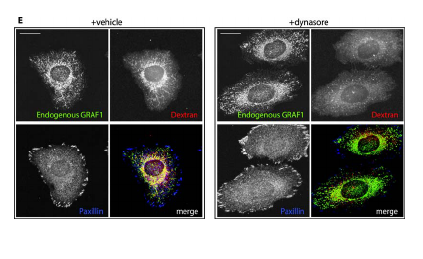 E
+vehicle
+dynasore
Endogenous GRAF1
Dextran
Endogenous GRAF1
Dextran
Paxillin
merge
Paxillin
merge